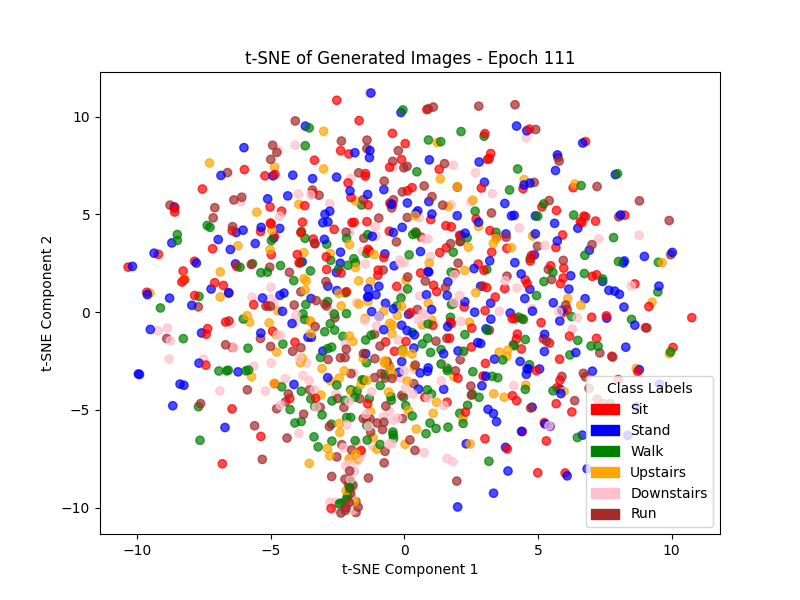 t-SNE of Generated Images - Epoch 111
t-SNE Component 2
10
5
0
−5
−10
−10
−5
0
5
10
t-SNE Component 1
Class Labels
Sit
Stand
Walk
Upstairs
Downstairs
Run